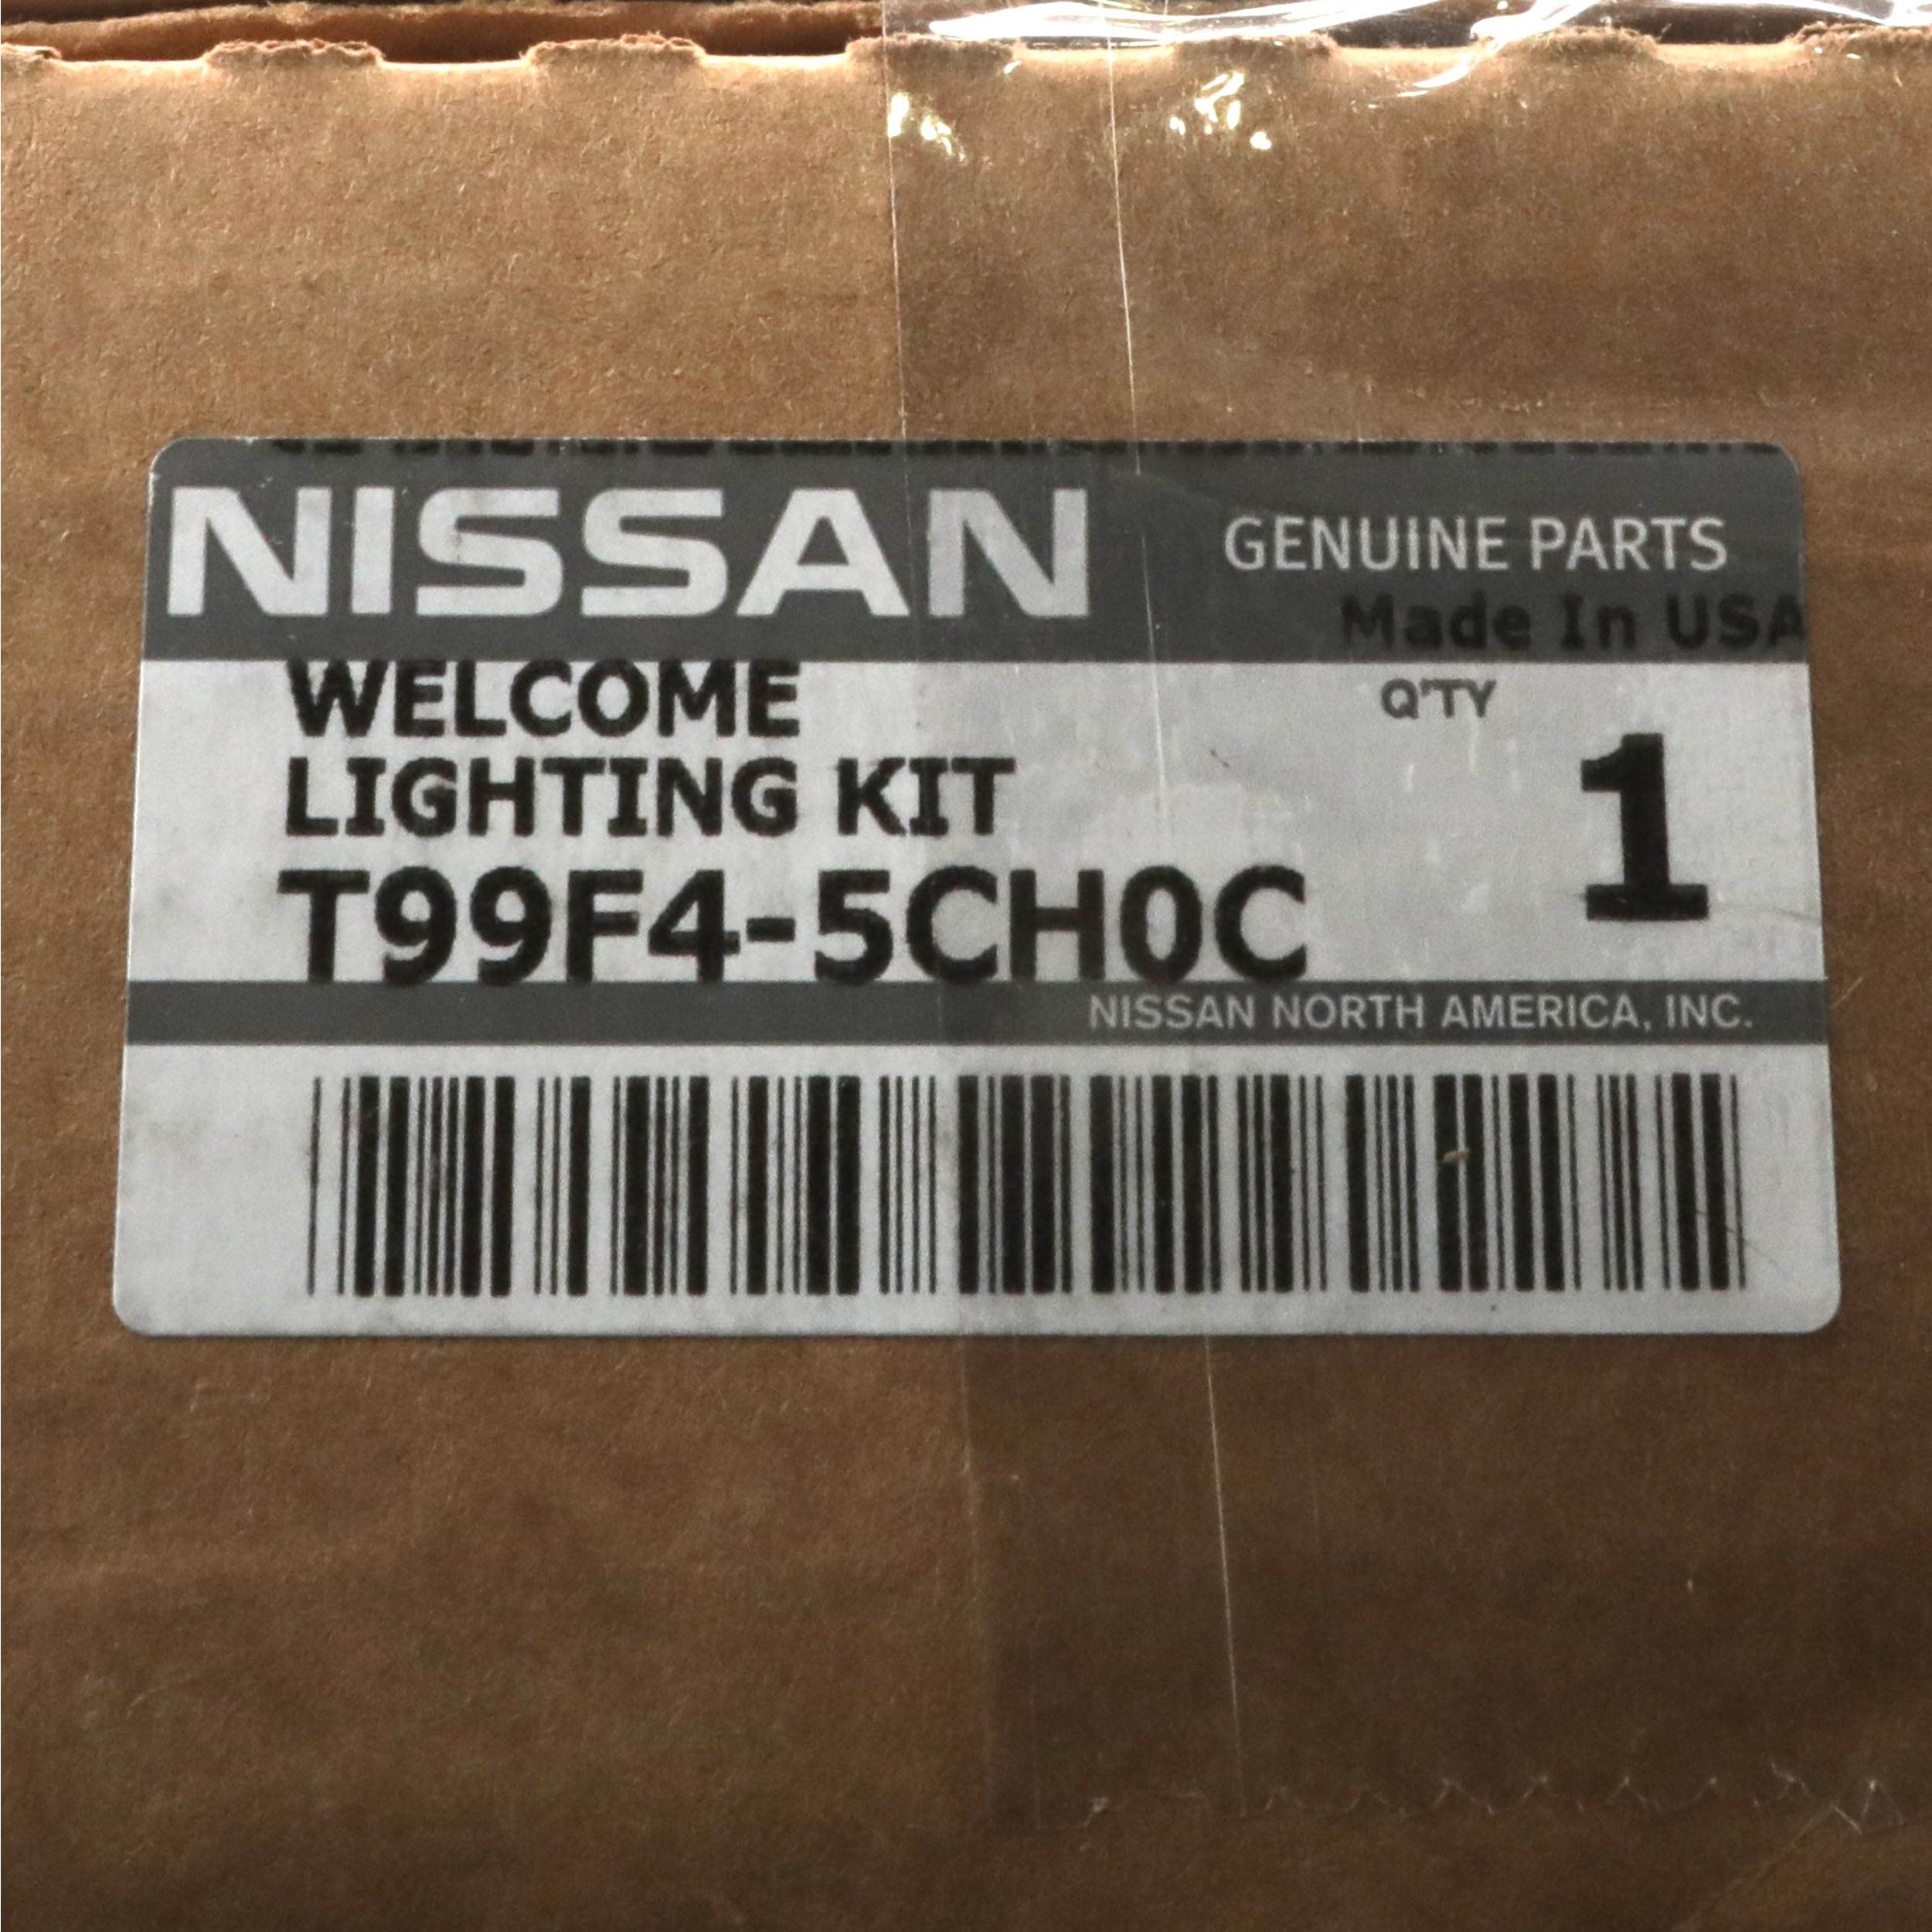 NISSAN GENUINE PARTS
Made In USA
WELCOME
Q'TY
LIGHTING KIT
1
T99F4-5CH0C
NISSAN NORTH AMERICA, INC.